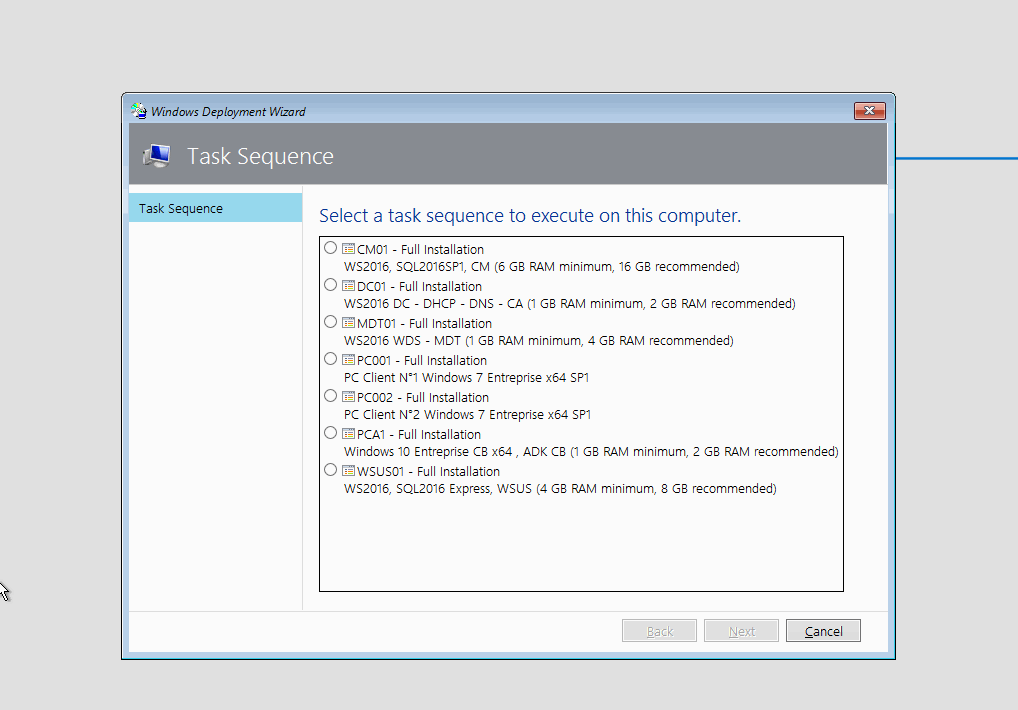 Windows Deployment Wizard
Task Sequence
Task Sequence
Select a task sequence to execute on this computer.
CM01 - Full Installation
WS2016, SQL2016SP1, CM (6 GB RAM minimum, 16 GB recommended)
DC01 - Full Installation
WS2016 DC - DHCP - DNS - CA (1 GB RAM minimum, 2 GB RAM recommended)
MDT01 - Full Installation
WS2016 WDS - MDT (1 GB RAM minimum, 4 GB RAM recommended)
PC001 - Full Installation
PC Client N°1 Windows 7 Entreprise x64 SP1
PC002 - Full Installation
PC Client N°2 Windows 7 Entreprise x64 SP1
PCA1 - Full Installation
Windows 10 Entreprise CB x64 , ADK CB (1 GB RAM minimum, 2 GB RAM recommended)
WSUS01 - Full Installation
WS2016, SQL2016 Express, WSUS (4 GB RAM minimum, 8 GB recommended)
Back Next Cancel